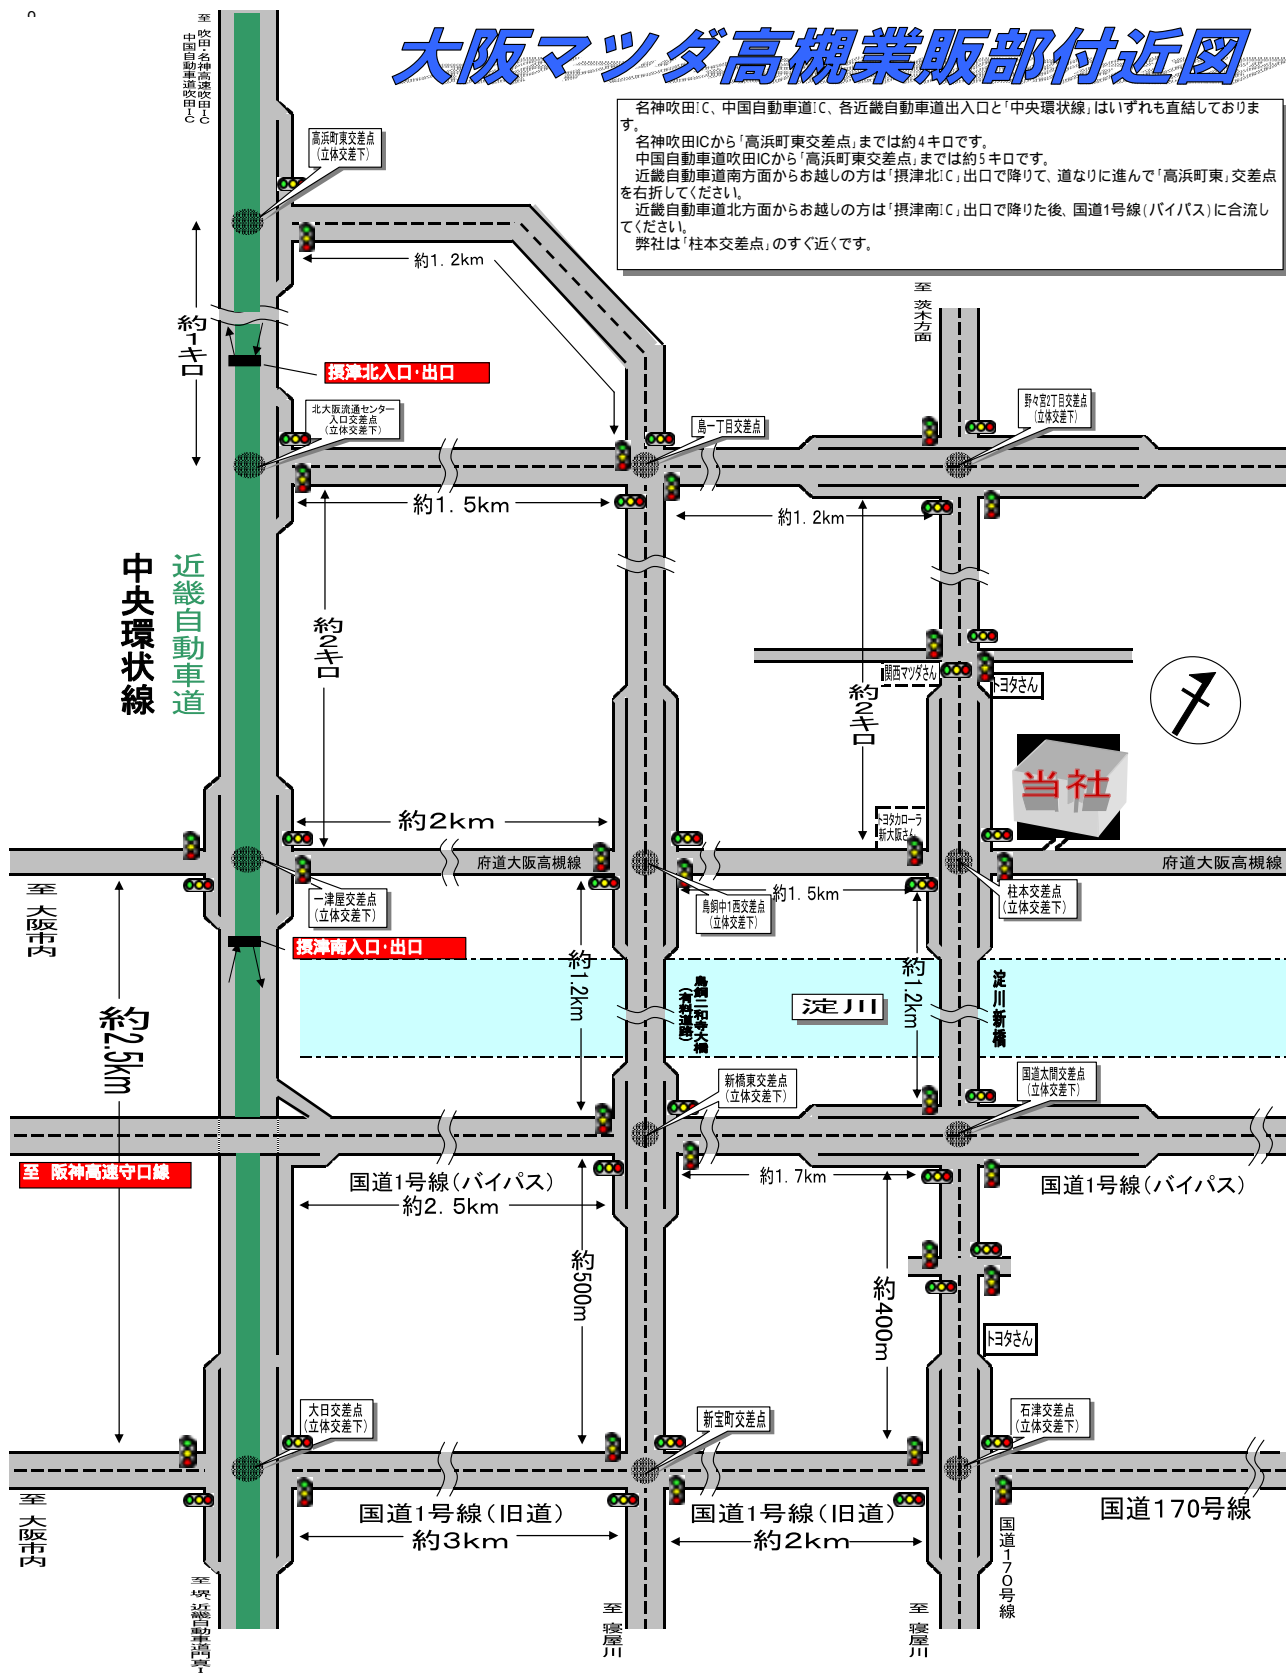 大阪マツダ高槻業販部付近図
名神吹田IC、中国自動車道IC、各近畿自動車道出入口と「中央環状線」はいずれも直結しておりま
す。
名神吹田ICから「高浜町東交差点」までは約4キロです。
中国自動車道吹田ICから「高浜町東交差点」までは約5キロです。
近畿自動車道南方面からお越しの方は「摂津北IC」出口で降りて、道なりに進んで「高浜町東」交差点
を右折してください。
近畿自動車道北方面からお越しの方は「摂津南IC」出口で降りた後、国道1号線(バイパス)に合流し
てください。
弊社は「柱本交差点」のすぐ近くです。
至 吹田・名神高速吹田IC
中国自動車道吹田IC
高浜町東交差点
(立体交差下)
約1.2km
至 茨木方面
約1キロ
摂津北入口・出口
北大阪流通センター
入口交差点
(立体交差下)
鳥一丁目交差点
野々宮2丁目交差点
(立体交差下)
約1.5km
約1.2km
近畿自動車道
中央環状線
約2キロ
約2キロ
関西マツダさん
トヨタさん
当社
約2km
トヨタカローラ
新大阪さん
府道大阪高槻線
府道大阪高槻線
至 大阪市内
一津屋交差点
(立体交差下)
鳥飼中1西交差点
(立体交差下)
約1.5km
柱本交差点
(立体交差下)
摂津南入口・出口
約1.2km
約1.2km
鳥飼仁和寺大橋
(有料道路)
淀川
淀川新橋
約2.5km
新橋東交差点
(立体交差下)
国道太間交差点
(立体交差下)
至 阪神高速守口線
国道1号線(バイパス)
約2.5km
約1.7km
国道1号線(バイパス)
約500m
約400m
トヨタさん
大日交差点
(立体交差下)
新宝町交差点
石津交差点
(立体交差下)
至 大阪市内
国道1号線(旧道)
約3km
国道1号線(旧道)
約2km
国道170号線
国道170号線
至 堺、近畿自動車道門真I
至 寝屋川
至 寝屋川